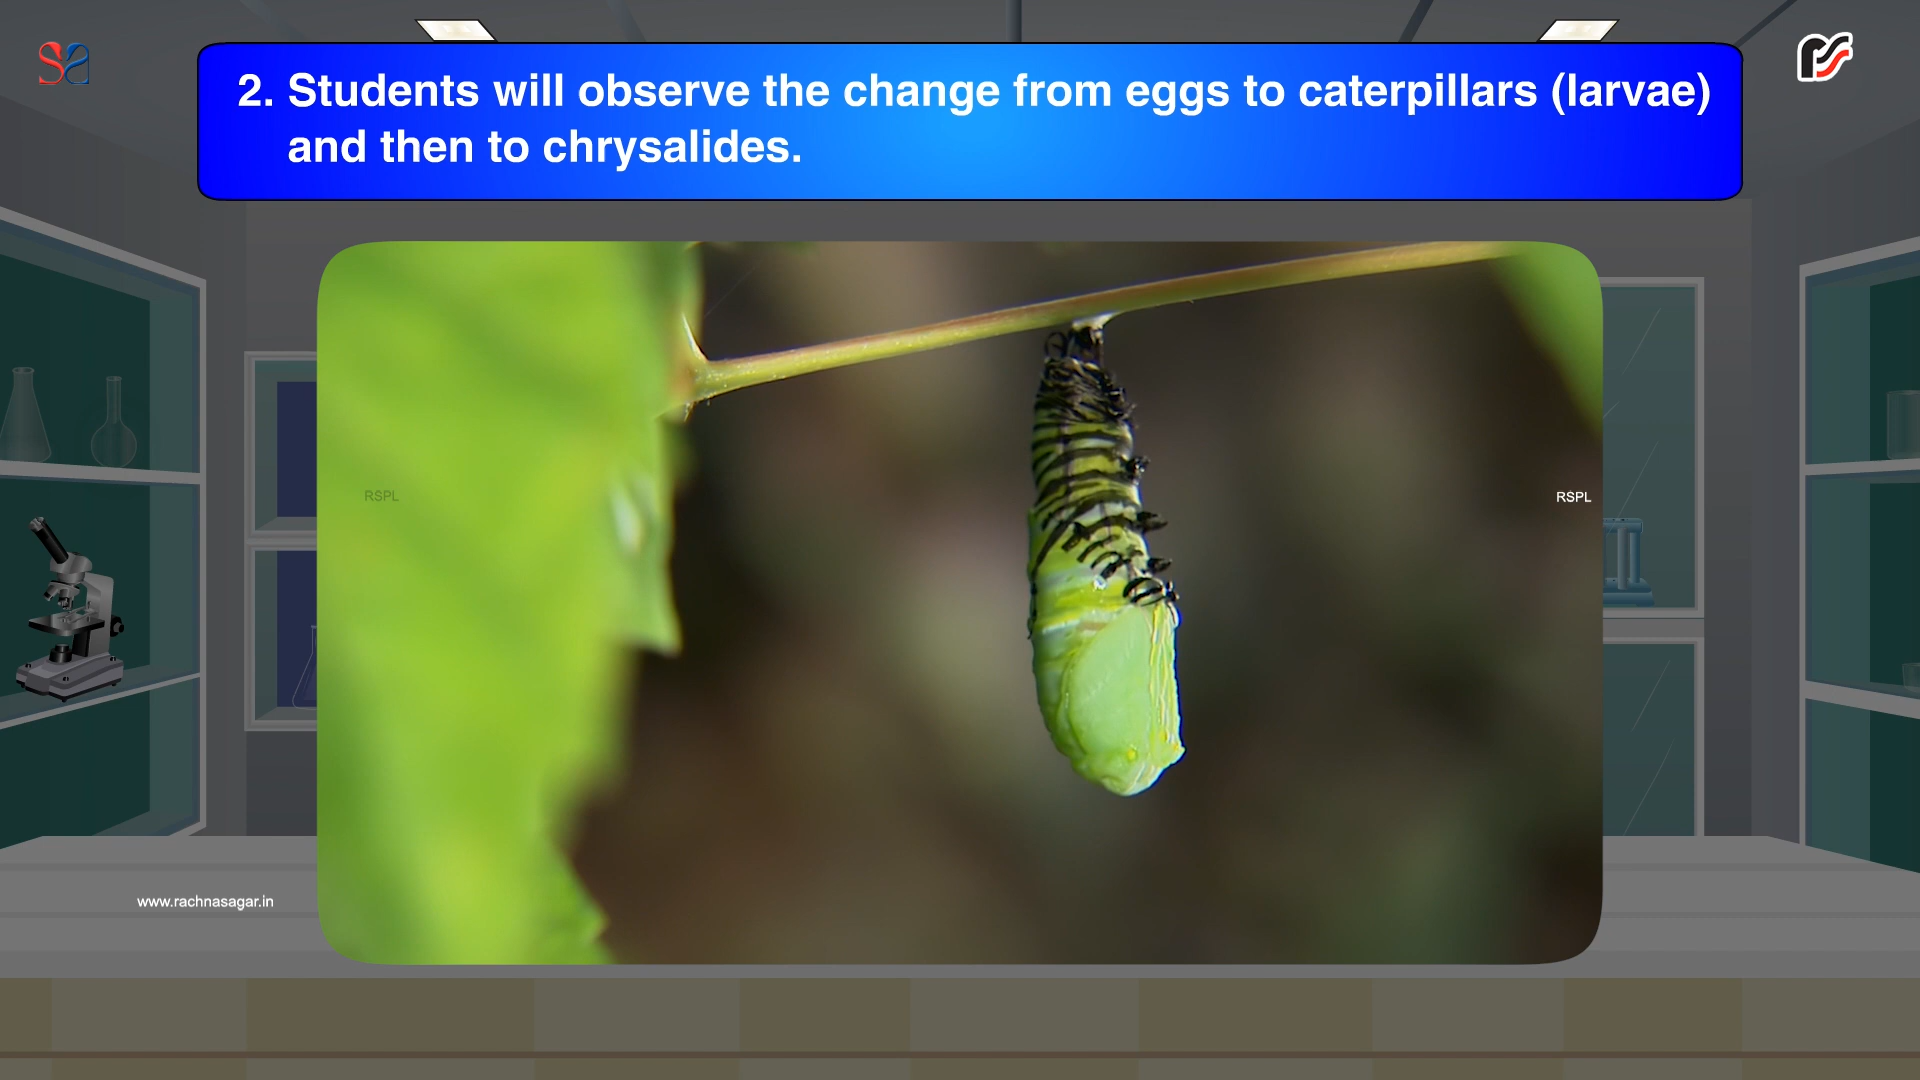 2. Students will observe the change from eggs to caterpillars (larvae)
and then to chrysalides.
RSPL
RSPL
www.rachnasagar.in